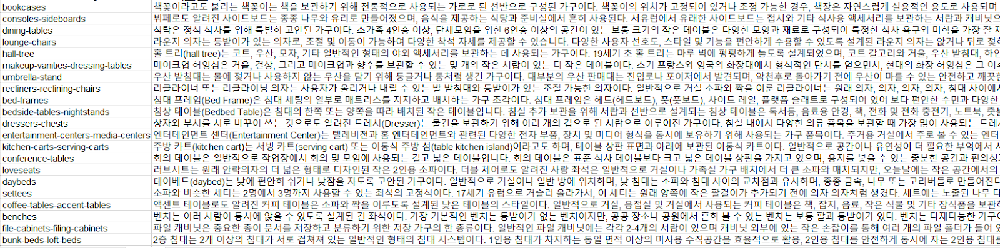 bookcases 책꽂이라고도 불리는 책꽂이는 책을 보관하기 위해 전통적으로 사용되는 가로로 된 선반으로 구성된 가구이다. 책꽂이의 위치가 고정되어 있거나 조정 가능한 경우, 책장은 자연스럽게 실용적인 용도로 사용되며
consoles-sideboards 뷔페로도 알려진 사이드보드는 종종 나무와 유리로 만들어졌으며, 음식을 제공하는 식당과 준비실에서 흔히 사용된다. 서유럽에서 유래한 사이드보드는 접시와 기타 식사용 액세서리를 보관하는 서랍과 캐비닛으
dining-tables 식탁은 정식 식사를 위해 특별히 고안된 가구이다. 소가족 4인승 이상, 단체모임을 위한 6인승 이상의 공간이 있는 보통 크기의 작은 테이블은 다양한 모양과 재료로 구성되어 특정한 식사 욕구와 미학을 가장 잘
lounge-chairs 라운지 의자는 등받이가 있는 의자로, 조절 및 이동이 가능하여 다양한 착석 자세를 제공할 수 있습니다. 다양한 사용자 선호도, 스타일 및 기능을 편안하게 수용할 수 있도록 설계된 라운지 의자는 앉거나 뒤로 젖히
hall-tree 홀 트리(hall tree)는 코트, 우산, 모자, 기타 일반적인 형태의 야외 액세서리를 보관하는 데 사용되는 가구이다. 19세기 초 홀 트리는 마루 벽에 평평하게 놓도록 설계되었으며, 코트 갈고리와 거울, 우산 받침대, 하인
makeup-vanities-dressing-tables 메이크업 허영심은 거울, 걸상, 그리고 메이크업과 향수를 보관할 수 있는 몇 개의 작은 서랍이 있는 더 작은 테이블이다. 초기 프랑스와 영국의 화장대에서 형식적인 단서를 얻으면서, 현대의 화장 허영심은 그 이후
umbrella-stand 우산 받침대는 물에 젖거나 사용하지 않는 우산을 담기 위해 둥글거나 통처럼 생긴 가구이다. 대부분의 우산 판매대는 진입로나 포이저에서 발견되며, 악천후로 돌아가기 전에 우산이 마를 수 있는 안전하고 깨끗한
recliners-reclining-chairs 리클라이너 또는 리클라이닝 의자는 사용자가 올리거나 내릴 수 있는 발 받침대와 등받이가 있는 조절 가능한 의자이다. 일반적으로 거실 소파와 짝을 이룬 리클라이너는 원래 의자, 의자, 의자, 의자, 침대 사이에서
bed-frames 침대 프레임(Bed Frame)은 침대 세팅의 일부로 매트리스를 지지하고 배치하는 가구 조각이다. 침대 프레임은 헤드(헤드보드), 풋(풋보드), 사이드 레일, 플랫폼 슬래트로 구성되어 있어 보다 편안한 수면과 다양한
bedside-tables-nightstands 침상 테이블(Bedbed Table)은 침대의 한쪽 또는 양쪽을 따라 배치된 작은 테이블입니다. 침실 추가 보관을 위해 서랍과 선반으로 설계되는 침상 테이블은 독서등, 음료용 안경, 책, 전화 및 전화 충전기, 노트북, 촛불
dressers-chests 상자와 부서를 서로 바꾸어 쓰는 것으로도 알려진 드레서(Dresser)는 물건을 보관하기 위해 여러 개의 겹으로 된 서랍으로 이루어진 가구이다. 침실 내에서 다양한 의류 품목을 보관할 때 가장 많이 사용되는 드레
entertainment-centers-media-centers 엔터테인먼트 센터(Entertainment Center)는 텔레비전과 홈 엔터테인먼트와 관련된 다양한 전자 부품, 장치 및 미디어 형식을 동시에 보유하기 위해 사용되는 가구 품목이다. 주거용 거실에서 주로 볼 수 있는 엔터
kitchen-carts-serving-carts 주방 카트(kitchen cart)는 서빙 카트(serving cart) 또는 이동식 주방 섬(table kitchen island)이라고도 하며, 테이블 상판 표면과 아래에 보관된 이동식 카트이다. 일반적으로 공간이나 유연성이 더 필요한 부엌에서 사
conference-tables 회의 테이블은 일반적으로 작업장에서 회의 및 모임에 사용되는 길고 넓은 테이블입니다. 회의 테이블은 표준 식사 테이블보다 크고 넓은 테이블 상판을 가지고 있으며, 용지를 넣을 수 있는 충분한 공간과 편의성
loveseats 러브시트는 원래 안락의자의 더 넓은 형태로 디자인된 작은 2인용 소파이다. 더블 체어로도 알려진 사랑 좌석은 일반적으로 거실이나 가족실 가구 배치에서 더 큰 소파와 매치되지만, 오늘날에는 작은 공간에서의
daybeds 데이베드(daybed)는 낮에 편안히 쉬거나 낮잠을 자도록 고안된 가구이다. 일반적으로 거실이나 일반 방에 위치하며, 낮 침대는 소파와 침대 사이의 교차점과 유사하며, 종종 금속, 나무 또는 고리버들로 만들어진다
settees 소파와 비슷한 세티는 2명에서 3명까지 사용할 수 있는 좌석의 고정식이다. 17세기 유럽으로 거슬러 올라가서, 이 세티는 원래 양쪽에 작은 팔걸이가 추가되기 전에 의자 의자처럼 생겼다. 세트에는 노출된 나무 다
coffee-tables-accent-tables 액센트 테이블로도 알려진 커피 테이블은 소파와 짝을 이루도록 설계된 낮은 테이블의 스타일이다. 일반적으로 거실, 응접실 및 거실에서 사용되는 커피 테이블은 책, 잡지, 음료, 작은 식물 및 기타 장식품을 보관하
benches 벤치는 여러 사람이 동시에 앉을 수 있도록 설계된 긴 좌석이다. 가장 기본적인 벤치는 등받이가 없는 벤치이지만, 공공 장소나 공원에서 흔히 볼 수 있는 벤치는 보통 팔과 등받이가 있다. 벤치는 다재다능한 가구이
file-cabinets-filing-cabinets 파일 캐비닛은 중요한 종이 문서를 저장하고 분류하기 위한 저장 가구의 한 종류이다. 일반적인 파일 캐비닛에는 각각 2-4개의 서랍이 있으며 캐비닛 외부에 있는 작은 손잡이를 통해 여러 개의 파일 폴더가 들어 있
bunk-beds-loft-beds 2층 침대는 2개 이상의 침대가 서로 겹쳐져 있는 일반적인 형태의 침대 시스템이다. 1인용 침대가 차지하는 동일 면적 이상의 미사용 수직공간을 효율적으로 활용, 2인용 침대를 안전하게 동시에 자는 2인용 침대를